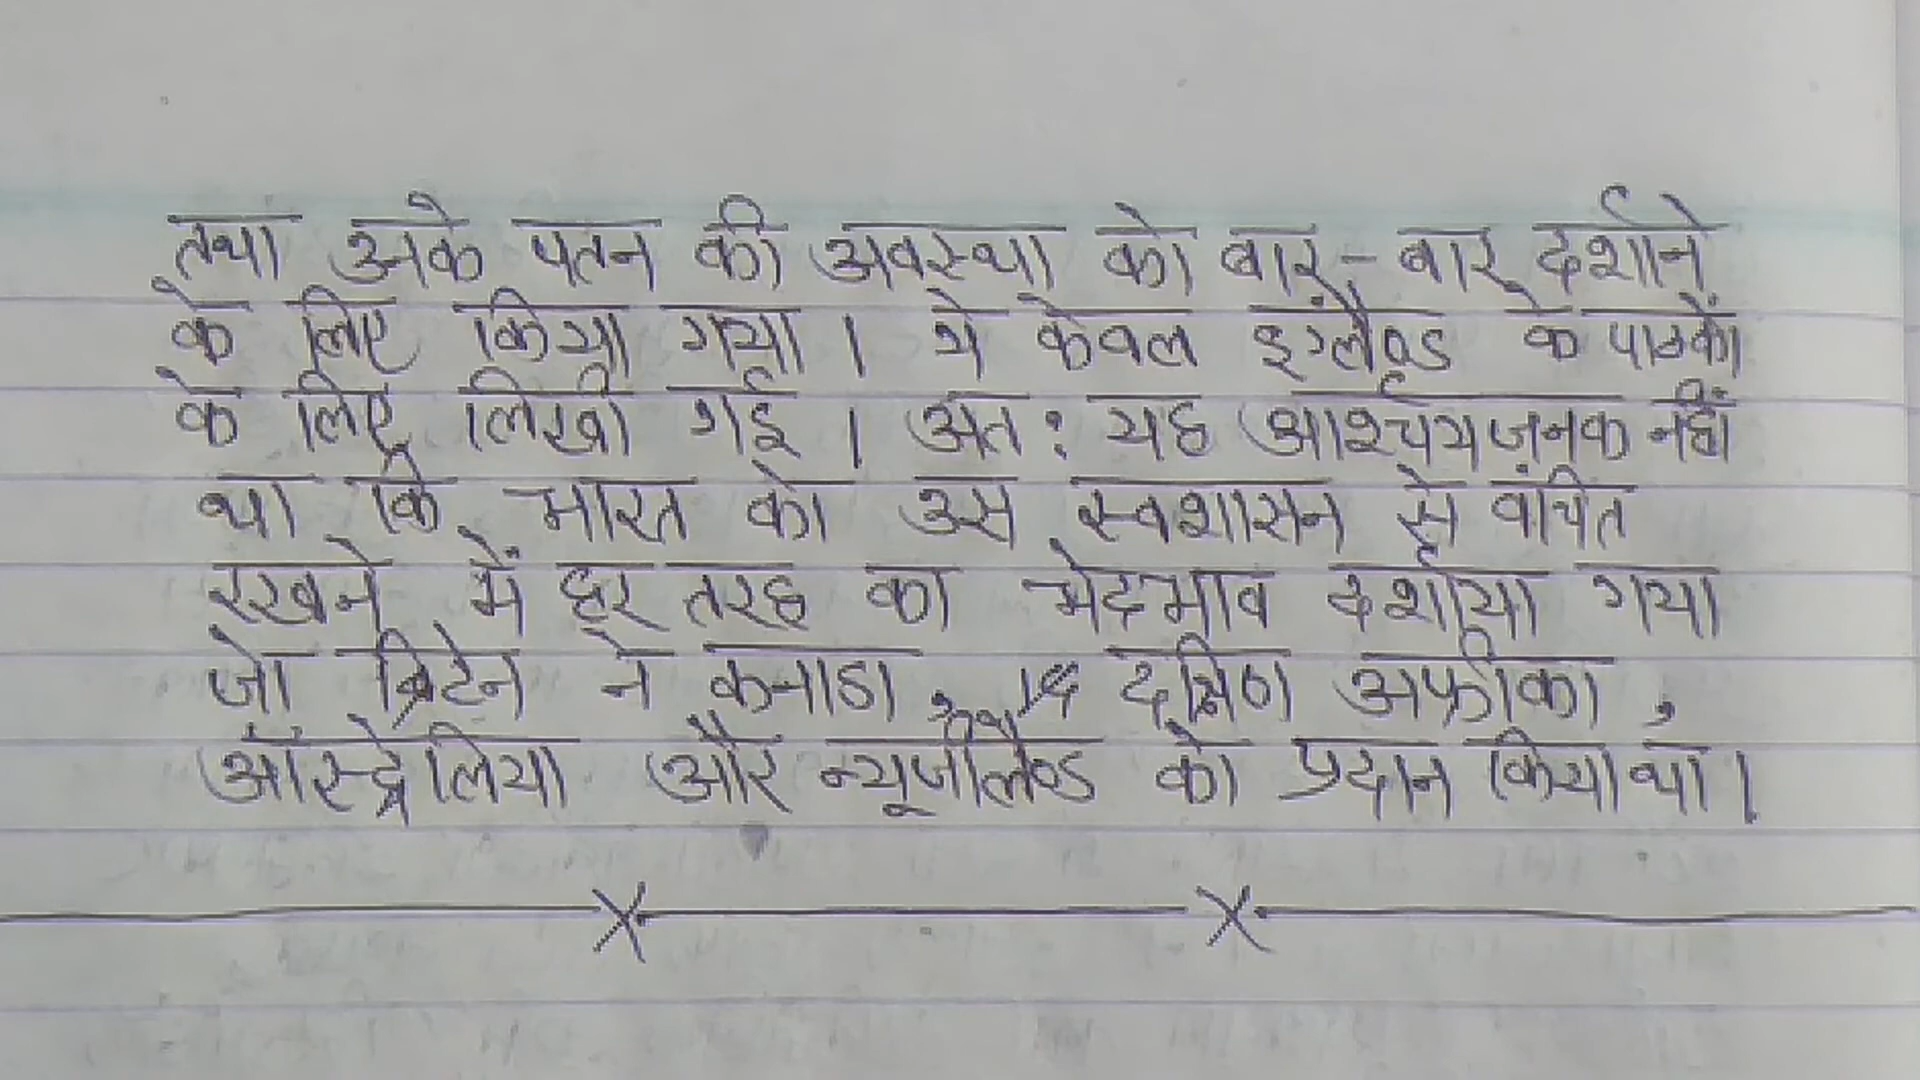 तथा उनके पतन की अवस्था को बार-बार दर्शाने
के लिए किया गया। ये केवल इंग्लैण्ड के पाठकों
के लिए लिखी गई। अतः यह आश्चर्यजनक नहीं
था कि भारत को उस स्वशासन से वंचित
रखने में हर तरह का भेदभाव दर्शाया गया
जो ब्रिटेन ने कनाडा, दक्षिण अफ्रीका,
ऑस्ट्रेलिया और न्यूजीलैण्ड को प्रदान किया था।